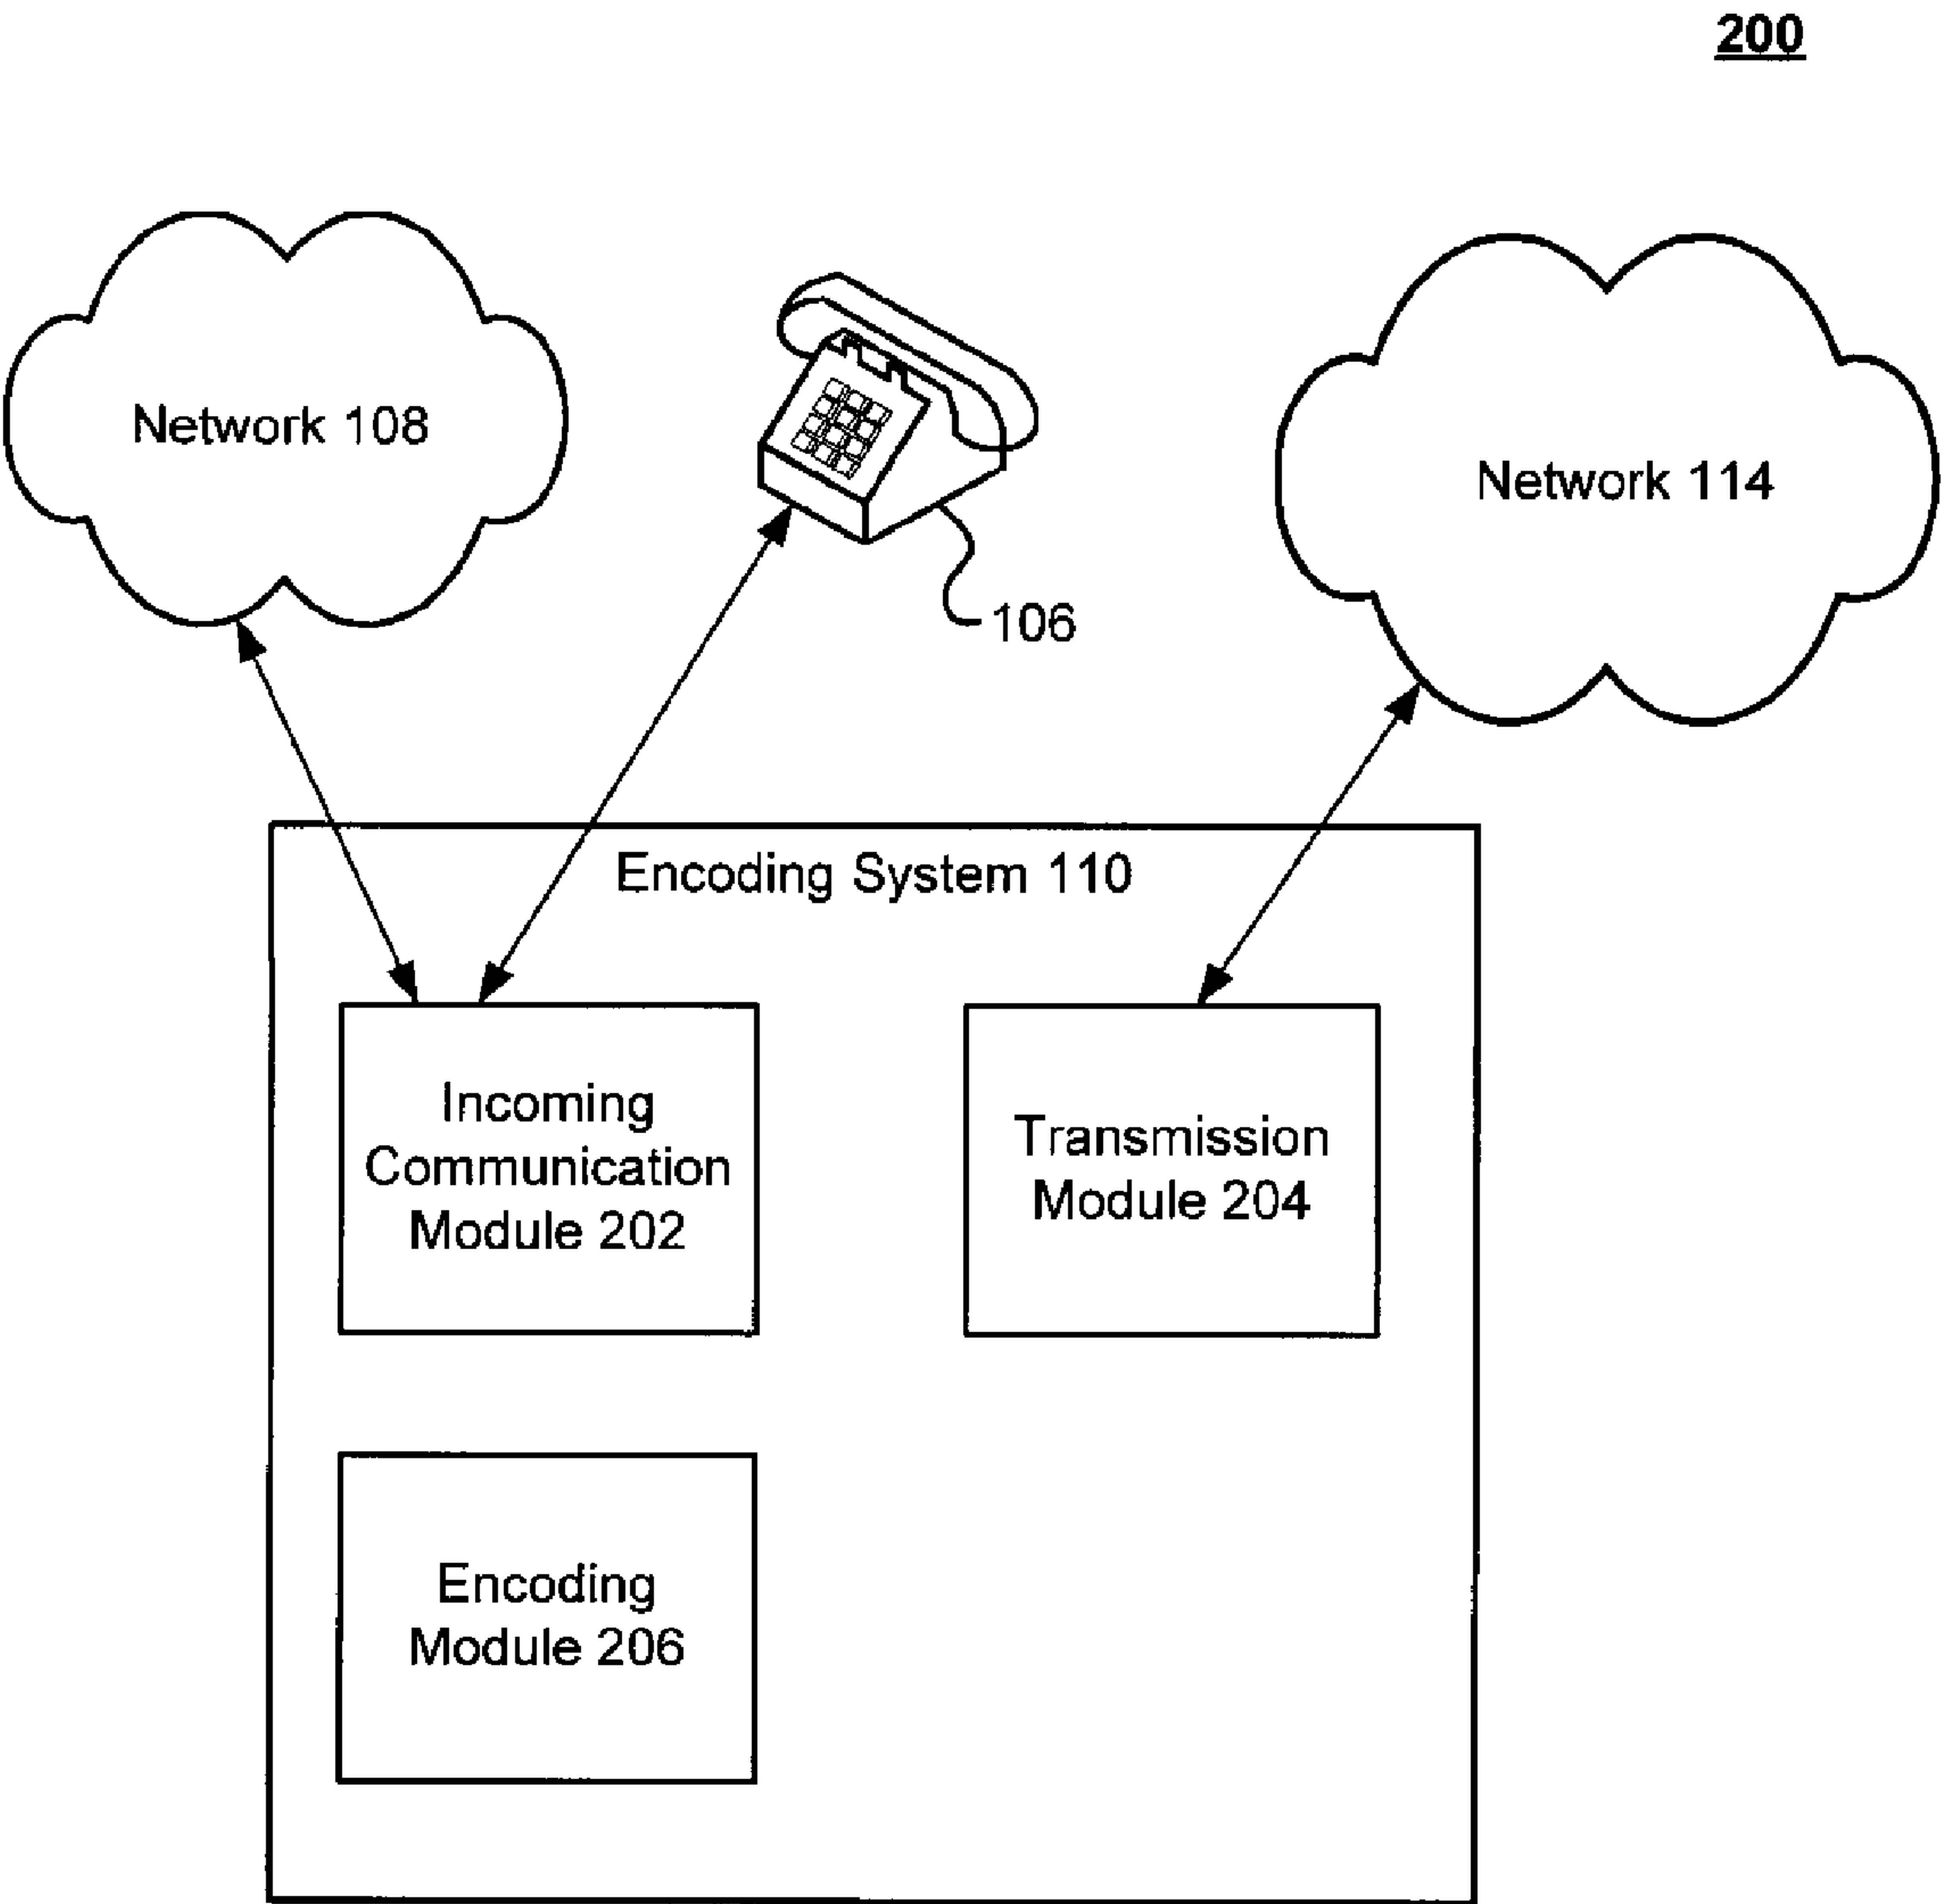 200
Network 108
Network 114
106
Encoding System 110
Incoming
Communication
Module 202
Transmission
Module 204
Encoding
Module 206